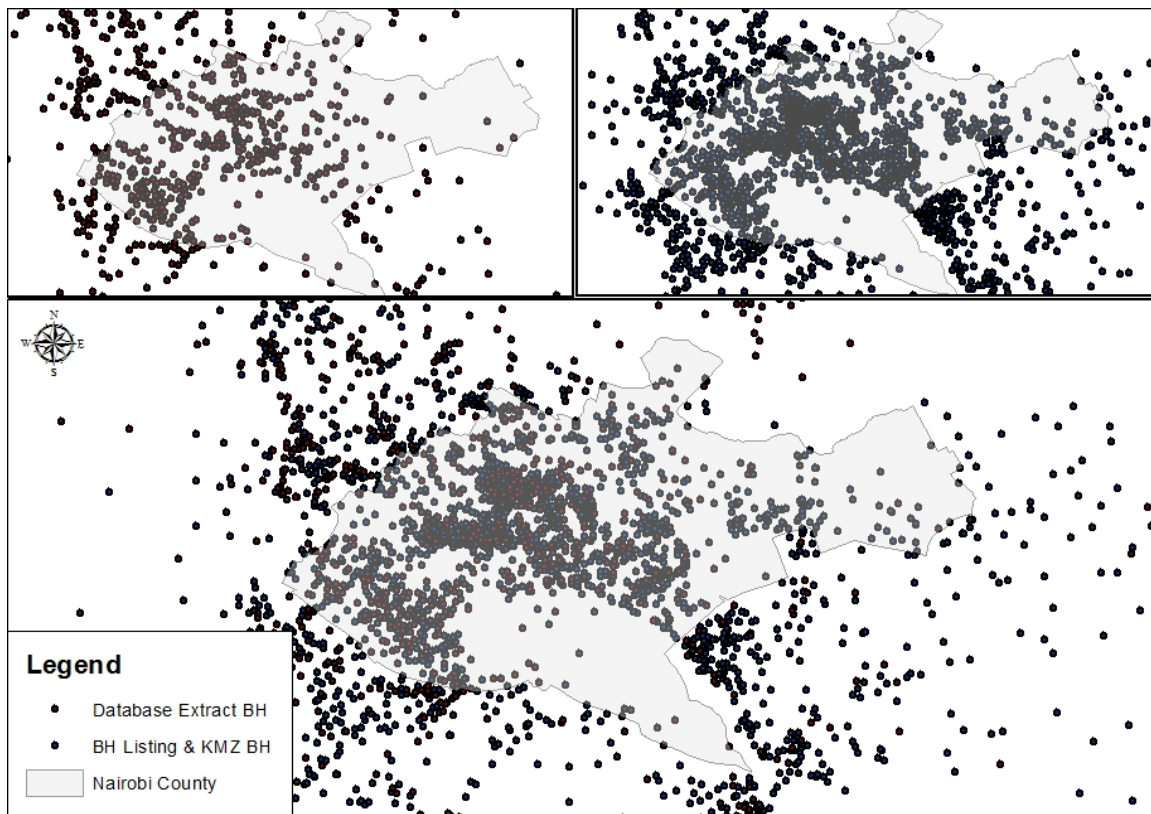 N
W E
S
Legend
Database Extract BH
BH Listing & KMZ BH
Nairobi County